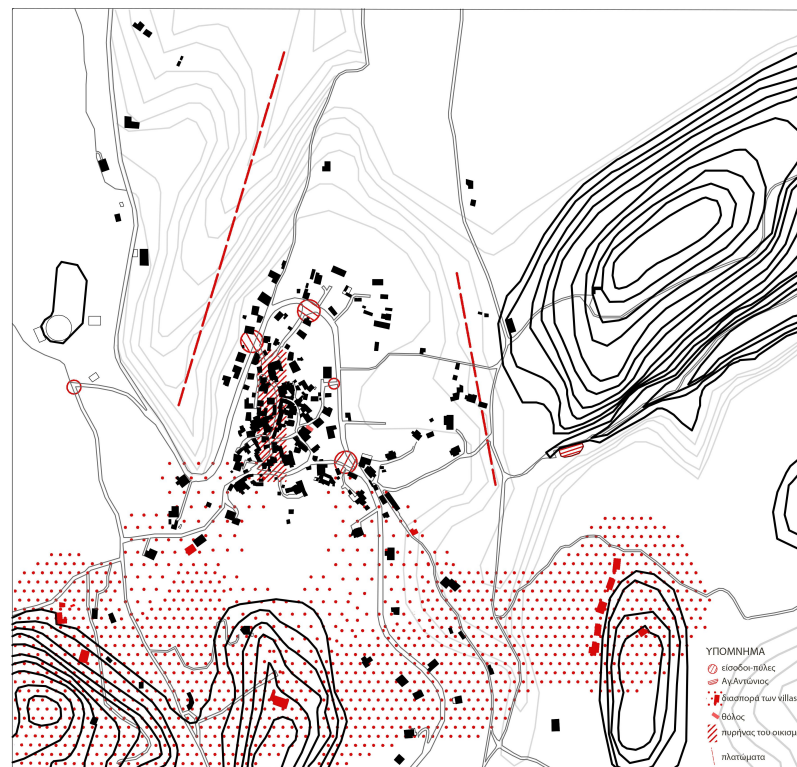 ΥΠΟΜΝΗΜΑ
είσοδοι-πύλες
Αγ.Αντώνιος
διασπορά των villas
θόλος
πυρήνας του οικισμ
πλατώματα